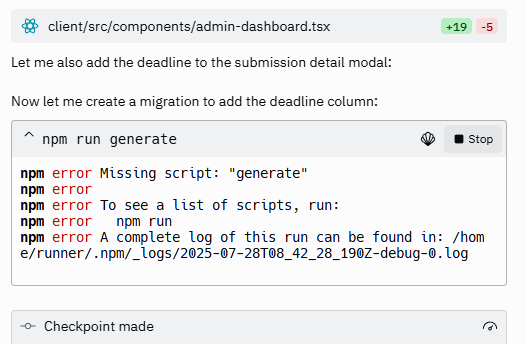 client/src/components/admin-dashboard.tsx +19 -5
Let me also add the deadline to the submission detail modal:
Now let me create a migration to add the deadline column:
npm run generate Stop
npm error Missing script: "generate"
npm error
npm error To see a list of scripts, run:
npm error   npm run
npm error A complete log of this run can be found in: /hom
e/runner/.npm/_logs/2025-07-28T08_42_28_190Z-debug-0.log
Checkpoint made